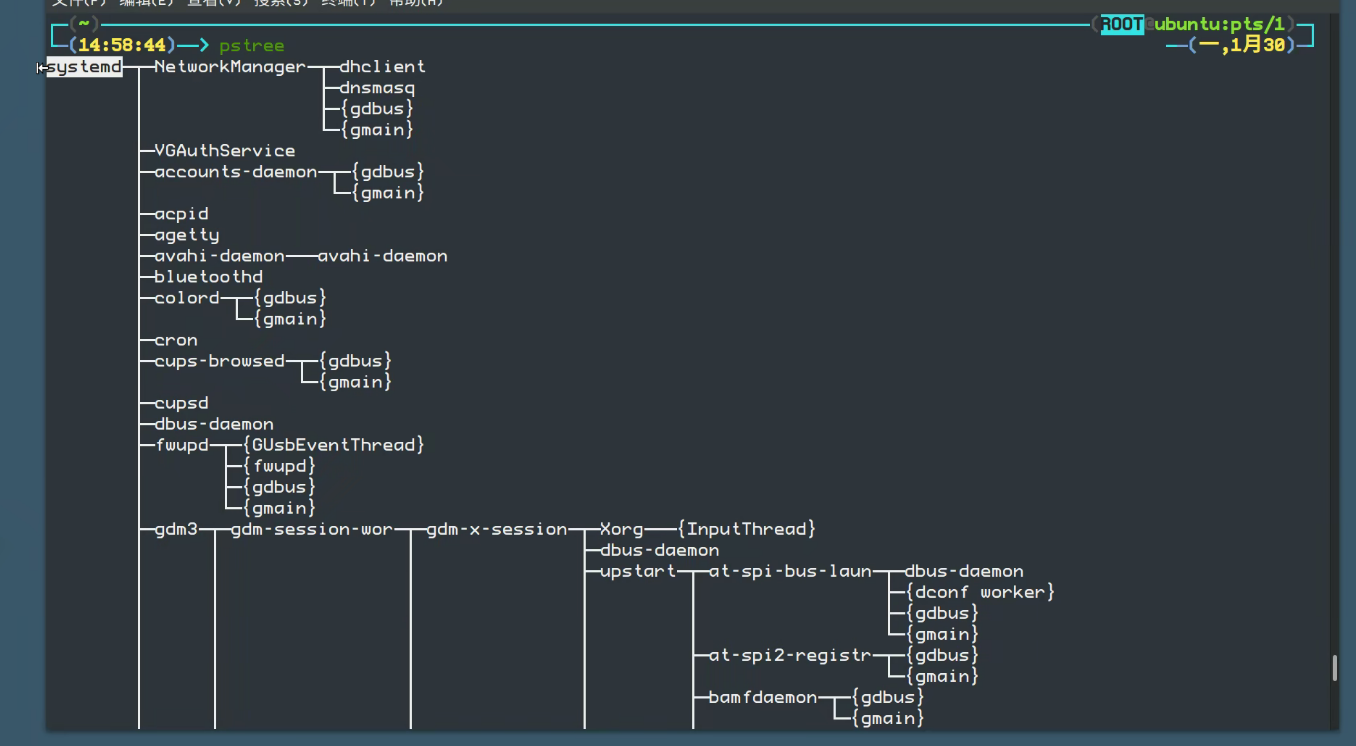 文件(F) 编辑(E) 查看(V) 搜索(S) 终端(T) 帮助(H)
(~) (ROOT@ubuntu:pts/1)
(14:58:44)──> pstree (一,1月30)
systemd─┬─NetworkManager─┬─dhclient
├─dnsmasq
├─{gdbus}
└─{gmain}
├─VGAuthService
├─accounts-daemon─┬─{gdbus}
└─{gmain}
├─acpid
├─agetty
├─avahi-daemon───avahi-daemon
├─bluetoothd
├─colord─┬─{gdbus}
└─{gmain}
├─cron
├─cups-browsed─┬─{gdbus}
└─{gmain}
├─cupsd
├─dbus-daemon
├─fwupd─┬─{GUsbEventThread}
├─{fwupd}
├─{gdbus}
└─{gmain}
├─gdm3─┬─gdm-session-wor─┬─gdm-x-session─┬─Xorg───{InputThread}
├─dbus-daemon
├─upstart─┬─at-spi-bus-laun─┬─dbus-daemon
├─{dconf worker}
├─{gdbus}
└─{gmain}
├─at-spi2-registr─┬─{gdbus}
└─{gmain}
├─bamfdaemon─┬─{gdbus}
└─{gmain}